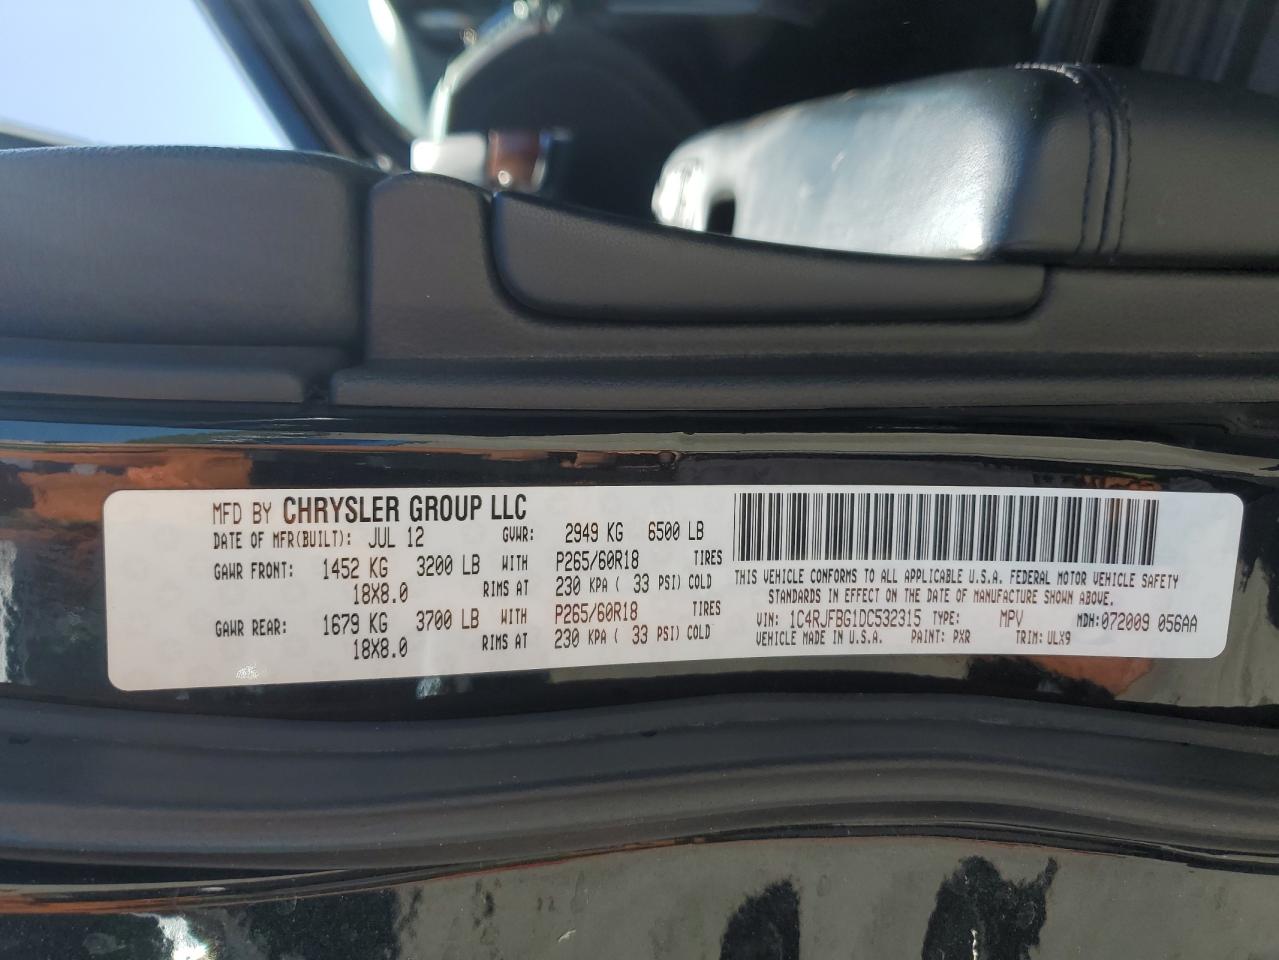 MFD BY CHRYSLER GROUP LLC
DATE OF MFR(BUILT): JUL 12 GVWR: 2949 KG 6500 LB
GAWR FRONT: 1452 KG 3200 LB WITH P265/60R18 TIRES
18X8.0 RIMS AT 230 KPA ( 33 PSI) COLD
GAWR REAR: 1679 KG 3700 LB WITH P265/60R18 TIRES
18X8.0 RIMS AT 230 KPA ( 33 PSI) COLD
THIS VEHICLE CONFORMS TO ALL APPLICABLE U.S.A. FEDERAL MOTOR VEHICLE SAFETY
STANDARDS IN EFFECT ON THE DATE OF MANUFACTURE SHOWN ABOVE.
VIN: 1C4RJFBG1DC532315 TYPE: MPV MDH:072009 056AA
VEHICLE MADE IN U.S.A. PAINT: PXR TRIM: ULX9